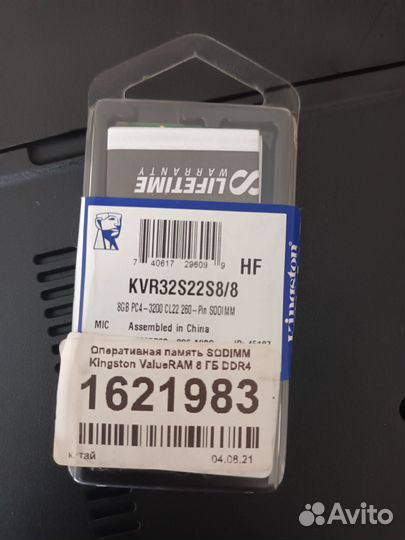 LIFETIME
WARRANTY
7 40617 29609 9
HF
KVR32S22S8/8
8GB PC4-3200 CL22 260-Pin SODIMM
MIC Assembled in China
Kingston
Оперативная память SODIMM
Kingston ValueRAM 8 ГБ DDR4
1621983
04.08.21
Avito